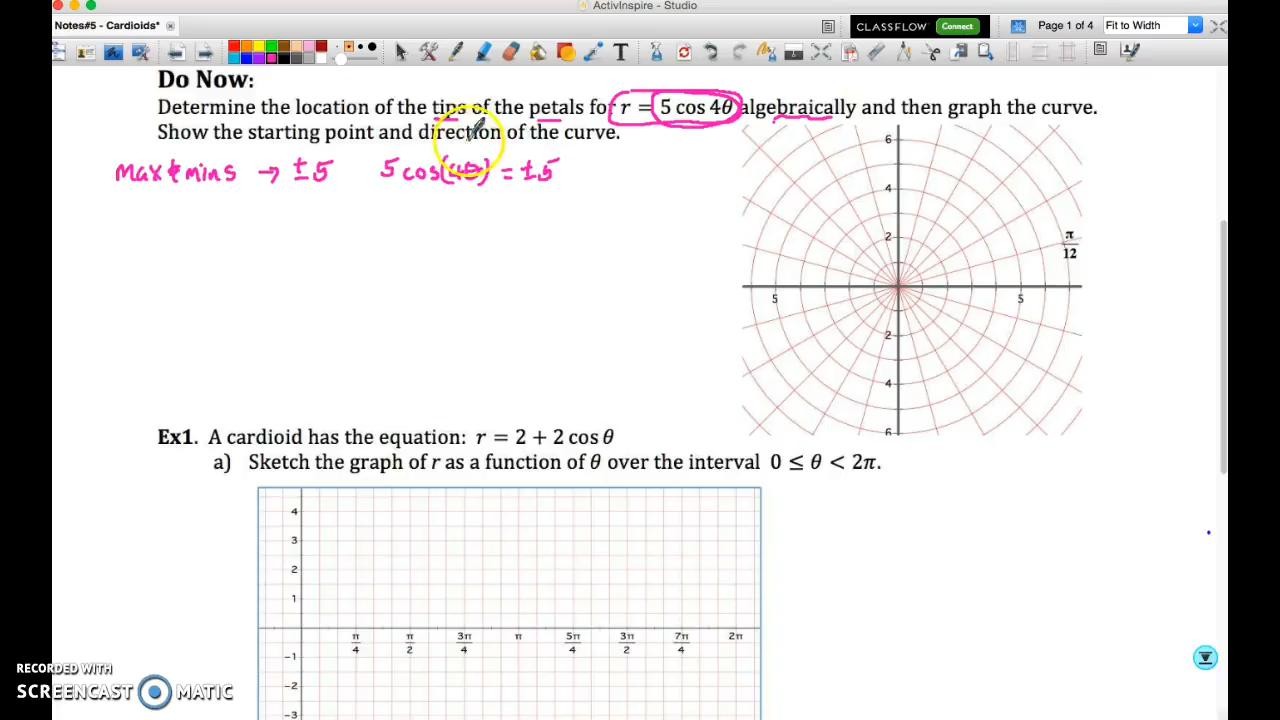 ActivInspire - Studio
Notes#5 - Cardioids*
CLASSFLOW Connect
Page 1 of 4
Fit to Width
Do Now:
Determine the location of the tips of the petals for r = 5 cos 4θ algebraically and then graph the curve.
Show the starting point and direction of the curve.
Max & mins → ±5 5 cos(4θ) = ±5
6
4
2
π/12
5 5
2
4
6
Ex1. A cardioid has the equation: r = 2 + 2 cos θ
a) Sketch the graph of r as a function of θ over the interval 0 ≤ θ < 2π.
4
3
2
1
π/4 π/2 3π/4 π 5π/4 3π/2 7π/4 2π
−1
−2
−3
RECORDED WITH
SCREENCAST MATIC